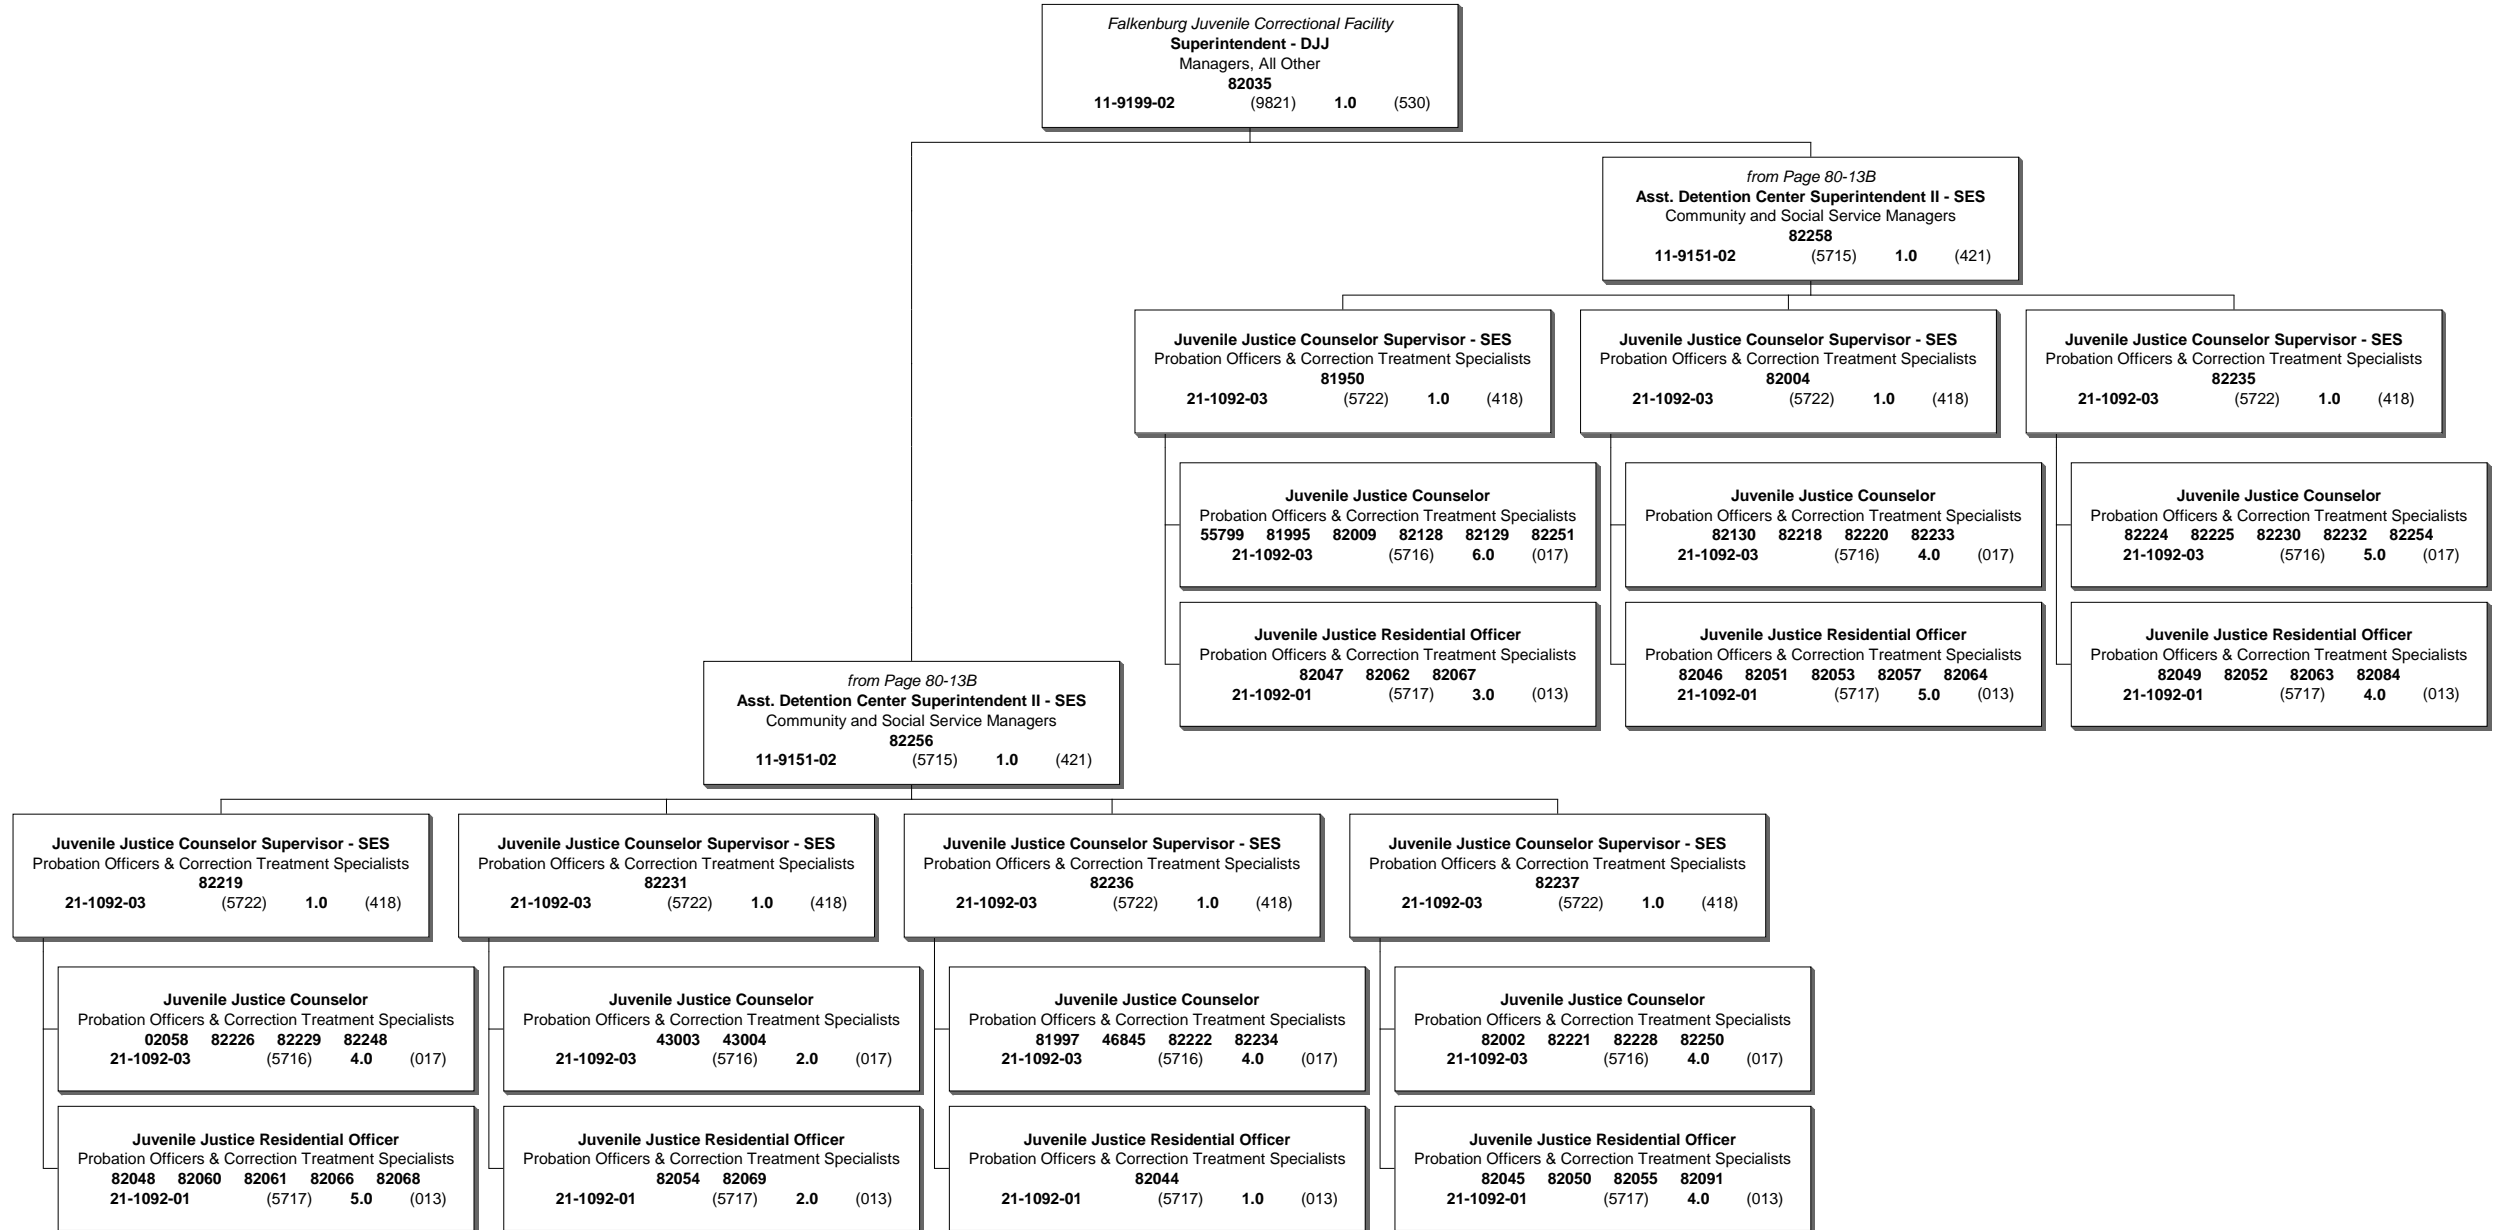 Falkenburg Juvenile Correctional Facility
Superintendent - DJJ
Managers, All Other
82035
11-9199-02 (9821) 1.0 (530)
from Page 80-13B
Asst. Detention Center Superintendent II - SES
Community and Social Service Managers
82258
11-9151-02 (5715) 1.0 (421)
Juvenile Justice Counselor Supervisor - SES
Probation Officers & Correction Treatment Specialists
81950
21-1092-03 (5722) 1.0 (418)
Juvenile Justice Counselor
Probation Officers & Correction Treatment Specialists
55799 81995 82009 82128 82129 82251
21-1092-03 (5716) 6.0 (017)
Juvenile Justice Residential Officer
Probation Officers & Correction Treatment Specialists
82047 82062 82067
21-1092-01 (5717) 3.0 (013)
Juvenile Justice Counselor Supervisor - SES
Probation Officers & Correction Treatment Specialists
82004
21-1092-03 (5722) 1.0 (418)
Juvenile Justice Counselor
Probation Officers & Correction Treatment Specialists
82130 82218 82220 82233
21-1092-03 (5716) 4.0 (017)
Juvenile Justice Residential Officer
Probation Officers & Correction Treatment Specialists
82046 82051 82053 82057 82064
21-1092-01 (5717) 5.0 (013)
Juvenile Justice Counselor Supervisor - SES
Probation Officers & Correction Treatment Specialists
82235
21-1092-03 (5722) 1.0 (418)
Juvenile Justice Counselor
Probation Officers & Correction Treatment Specialists
82224 82225 82230 82232 82254
21-1092-03 (5716) 5.0 (017)
Juvenile Justice Residential Officer
Probation Officers & Correction Treatment Specialists
82049 82052 82063 82084
21-1092-01 (5717) 4.0 (013)
from Page 80-13B
Asst. Detention Center Superintendent II - SES
Community and Social Service Managers
82256
11-9151-02 (5715) 1.0 (421)
Juvenile Justice Counselor Supervisor - SES
Probation Officers & Correction Treatment Specialists
82219
21-1092-03 (5722) 1.0 (418)
Juvenile Justice Counselor
Probation Officers & Correction Treatment Specialists
02058 82226 82229 82248
21-1092-03 (5716) 4.0 (017)
Juvenile Justice Residential Officer
Probation Officers & Correction Treatment Specialists
82048 82060 82061 82066 82068
21-1092-01 (5717) 5.0 (013)
Juvenile Justice Counselor Supervisor - SES
Probation Officers & Correction Treatment Specialists
82231
21-1092-03 (5722) 1.0 (418)
Juvenile Justice Counselor
Probation Officers & Correction Treatment Specialists
43003 43004
21-1092-03 (5716) 2.0 (017)
Juvenile Justice Residential Officer
Probation Officers & Correction Treatment Specialists
82054 82069
21-1092-01 (5717) 2.0 (013)
Juvenile Justice Counselor Supervisor - SES
Probation Officers & Correction Treatment Specialists
82236
21-1092-03 (5722) 1.0 (418)
Juvenile Justice Counselor
Probation Officers & Correction Treatment Specialists
81997 46845 82222 82234
21-1092-03 (5716) 4.0 (017)
Juvenile Justice Residential Officer
Probation Officers & Correction Treatment Specialists
82044
21-1092-01 (5717) 1.0 (013)
Juvenile Justice Counselor Supervisor - SES
Probation Officers & Correction Treatment Specialists
82237
21-1092-03 (5722) 1.0 (418)
Juvenile Justice Counselor
Probation Officers & Correction Treatment Specialists
82002 82221 82228 82250
21-1092-03 (5716) 4.0 (017)
Juvenile Justice Residential Officer
Probation Officers & Correction Treatment Specialists
82045 82050 82055 82091
21-1092-01 (5717) 4.0 (013)